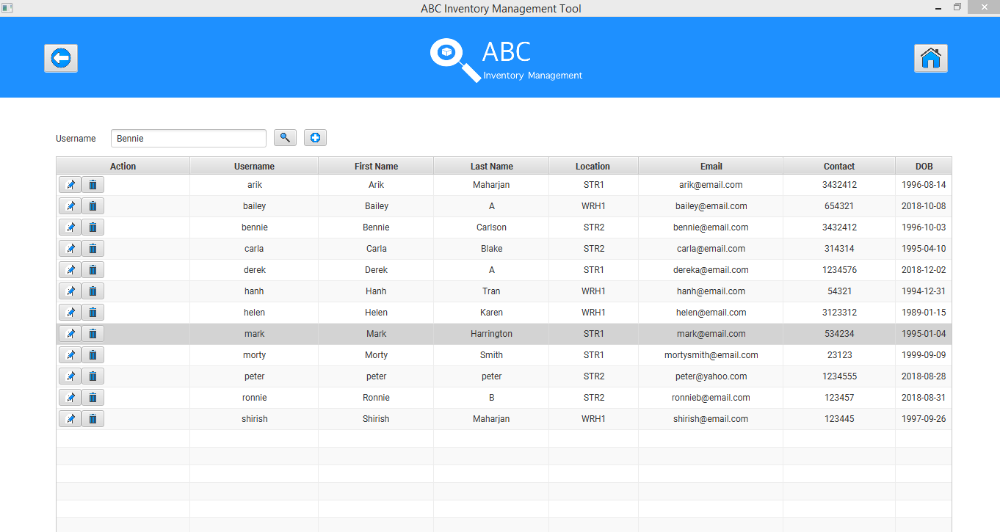 ABC Inventory Management Tool
ABC
Inventory Management
Username Bennie
Action Username First Name Last Name Location Email Contact DOB
arik Arik Maharjan STR1 arik@email.com 3432412 1996-08-14
bailey Bailey A WRH1 bailey@email.com 654321 2018-10-08
bennie Bennie Carlson STR2 bennie@email.com 3432412 1996-10-03
carla Carla Blake STR2 carla@email.com 314314 1995-04-10
derek Derek A STR1 dereka@email.com 1234576 2018-12-02
hanh Hanh Tran WRH1 hanh@email.com 54321 1994-12-31
helen Helen Karen WRH1 helen@email.com 3123312 1989-01-15
mark Mark Harrington STR1 mark@email.com 534234 1995-01-04
morty Morty Smith STR1 mortysmith@email.com 23123 1999-09-09
peter peter peter STR2 peter@yahoo.com 1234555 2018-08-28
ronnie Ronnie B STR2 ronnieb@email.com 123457 2018-08-31
shirish Shirish Maharjan WRH1 shirish@email.com 123445 1997-09-26